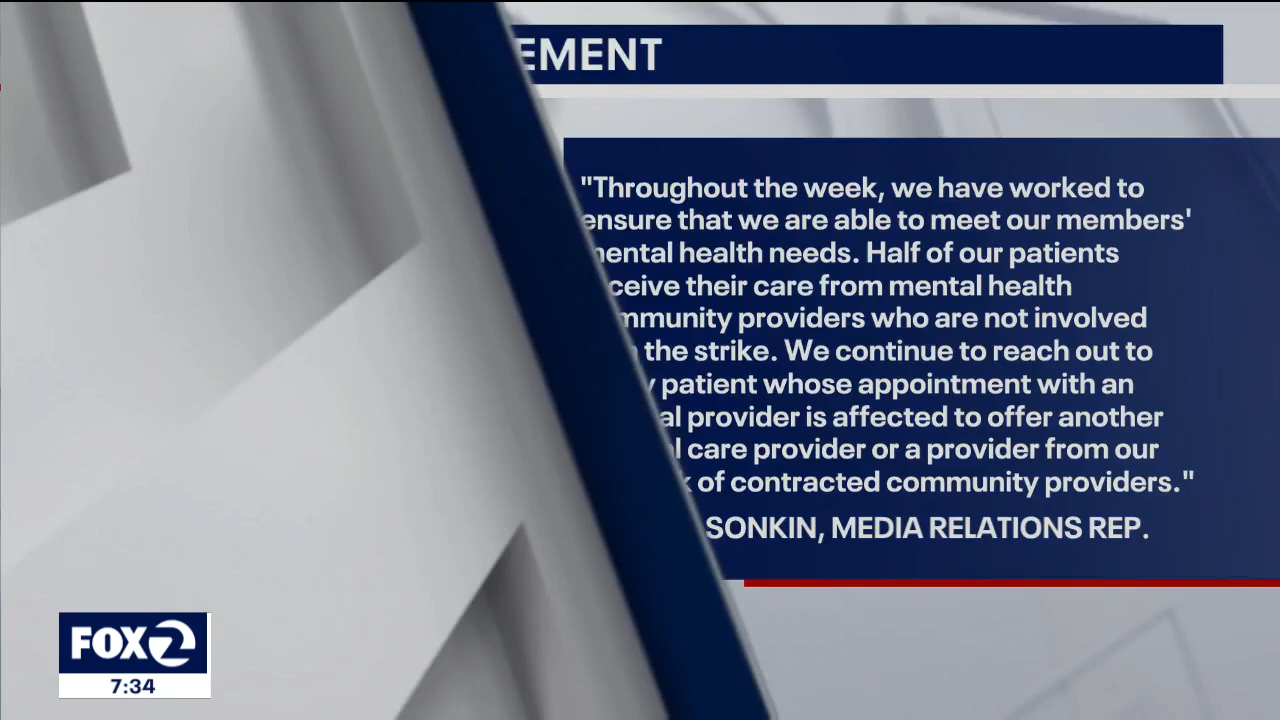 EMENT
"Throughout the week, we have worked to
ensure that we are able to meet our members'
mental health needs. Half of our patients
ceive their care from mental health
mmunity providers who are not involved
the strike. We continue to reach out to
y patient whose appointment with an
al provider is affected to offer another
l care provider or a provider from our
k of contracted community providers."
SONKIN, MEDIA RELATIONS REP.
FOX 2
7:34